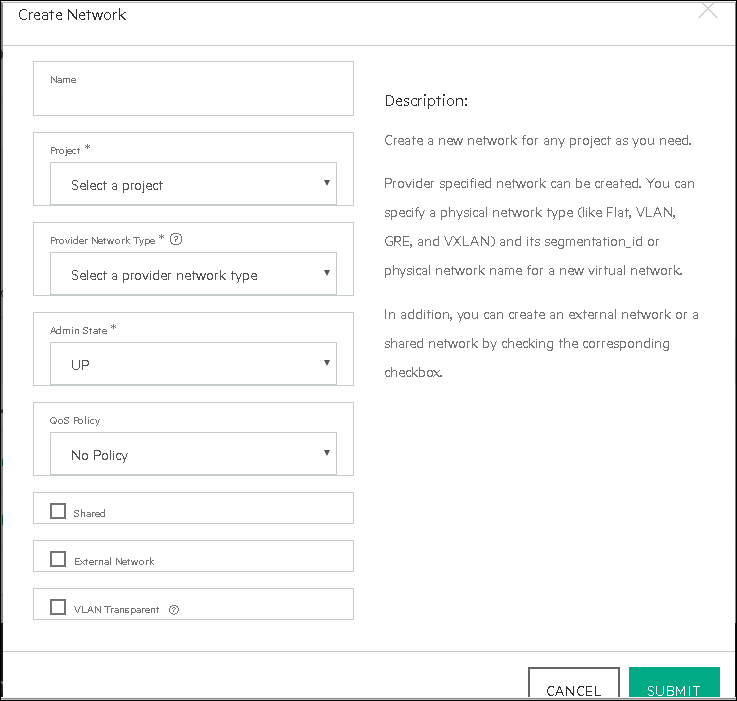 Create Network
Name
Project *
Select a project
Provider Network Type * ?
Select a provider network type
Admin State *
UP
QoS Policy
No Policy
Shared
External Network
VLAN Transparent ?
Description:
Create a new network for any project as you need.
Provider specified network can be created. You can
specify a physical network type (like Flat, VLAN,
GRE, and VXLAN) and its segmentation_id or
physical network name for a new virtual network.
In addition, you can create an external network or a
shared network by checking the corresponding
checkbox.
CANCEL
SUBMIT